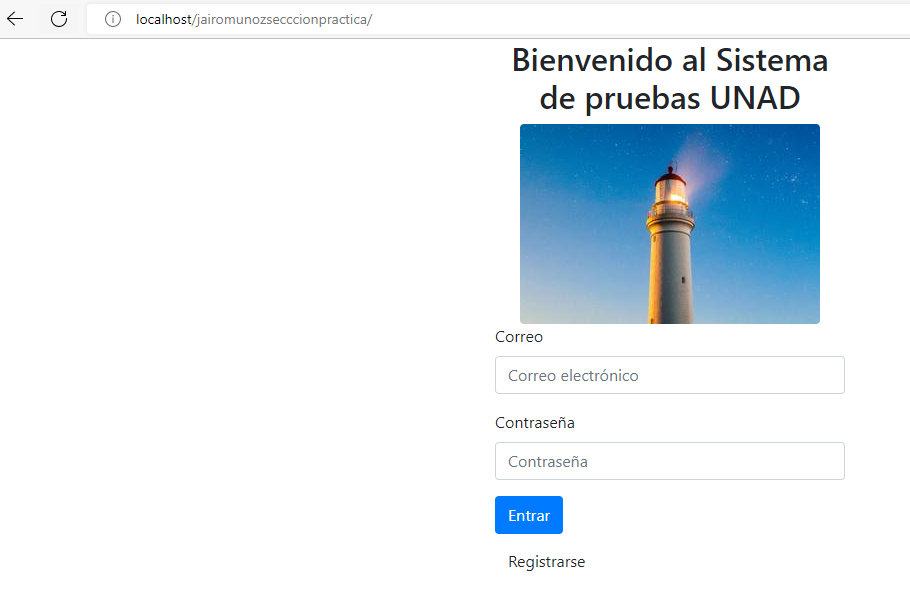 localhost/jairomunozsecccionpractica/
Bienvenido al Sistema
de pruebas UNAD
Correo
Correo electrónico
Contraseña
Contraseña
Entrar
Registrarse